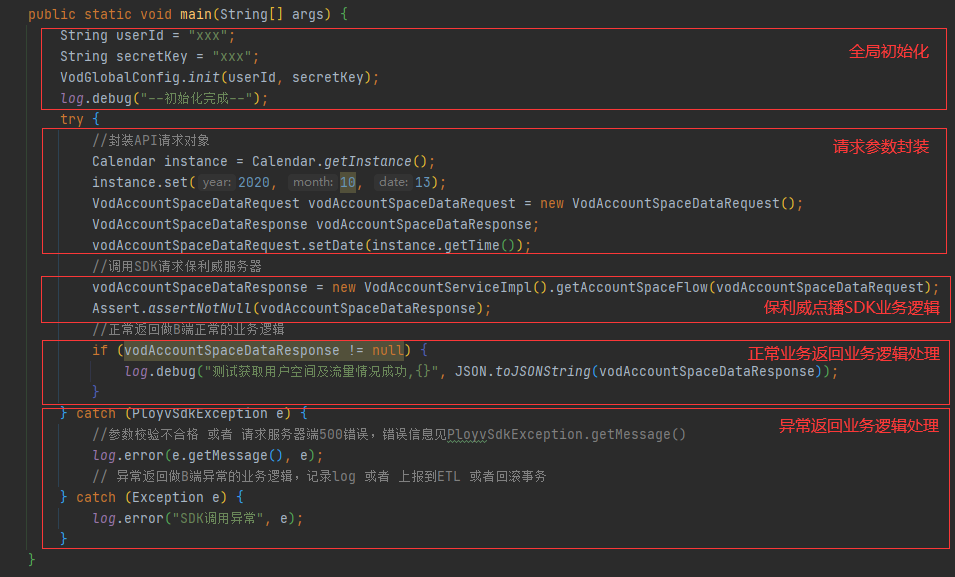 public static void main(String[] args) {
String userId = "xxx";
全局初始化
String secretKey = "xxx";
VodGlobalConfig.init(userId, secretKey);
log.debug("--初始化完成--");
try {
//封装API请求对象
请求参数封装
Calendar instance = Calendar.getInstance();
instance.set( year: 2020, month: 10, date: 13);
VodAccountSpaceDataRequest vodAccountSpaceDataRequest = new VodAccountSpaceDataRequest();
VodAccountSpaceDataResponse vodAccountSpaceDataResponse;
vodAccountSpaceDataRequest.setDate(instance.getTime());
//调用SDK请求保利威服务器
vodAccountSpaceDataResponse = new VodAccountServiceImpl().getAccountSpaceFlow(vodAccountSpaceDataRequest);
Assert.assertNotNull(vodAccountSpaceDataResponse);
保利威点播SDK业务逻辑
//正常返回做B端正常的业务逻辑
if (vodAccountSpaceDataResponse != null) {
正常业务返回业务逻辑处理
log.debug("测试获取用户空间及流量情况成功,{}", JSON.toJSONString(vodAccountSpaceDataResponse));
}
} catch (PloyvSdkException e) {
异常返回业务逻辑处理
//参数校验不合格 或者 请求服务器端500错误，错误信息见PloyvSdkException.getMessage()
log.error(e.getMessage(), e);
// 异常返回做B端异常的业务逻辑，记录log 或者 上报到ETL 或者回滚事务
} catch (Exception e) {
log.error("SDK调用异常", e);
}
}